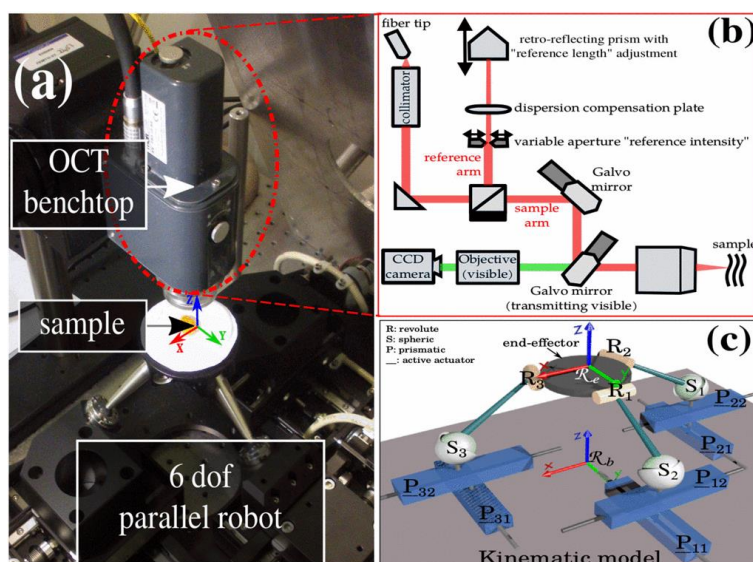 (a)
OCT
benchtop
sample
Z
X
Y
6 dof
parallel robot
(b)
fiber tip
retro-reflecting prism with
"reference length" adjustment
collimator
dispersion compensation plate
variable aperture "reference intensity"
reference
arm
Galvo
mirror
sample
arm
CCD
camera
Objective
(visible)
sample
Galvo mirror
(transmitting visible)
(c)
R: revolute
S: spheric
P: prismatic
__: active actuator
end-effector
Z
X
Y
R2
R3
Re
R1
S1
P22
S3
Z
Rb
X
Y
S2
P21
P12
P32
P31
P11
Kinematic model